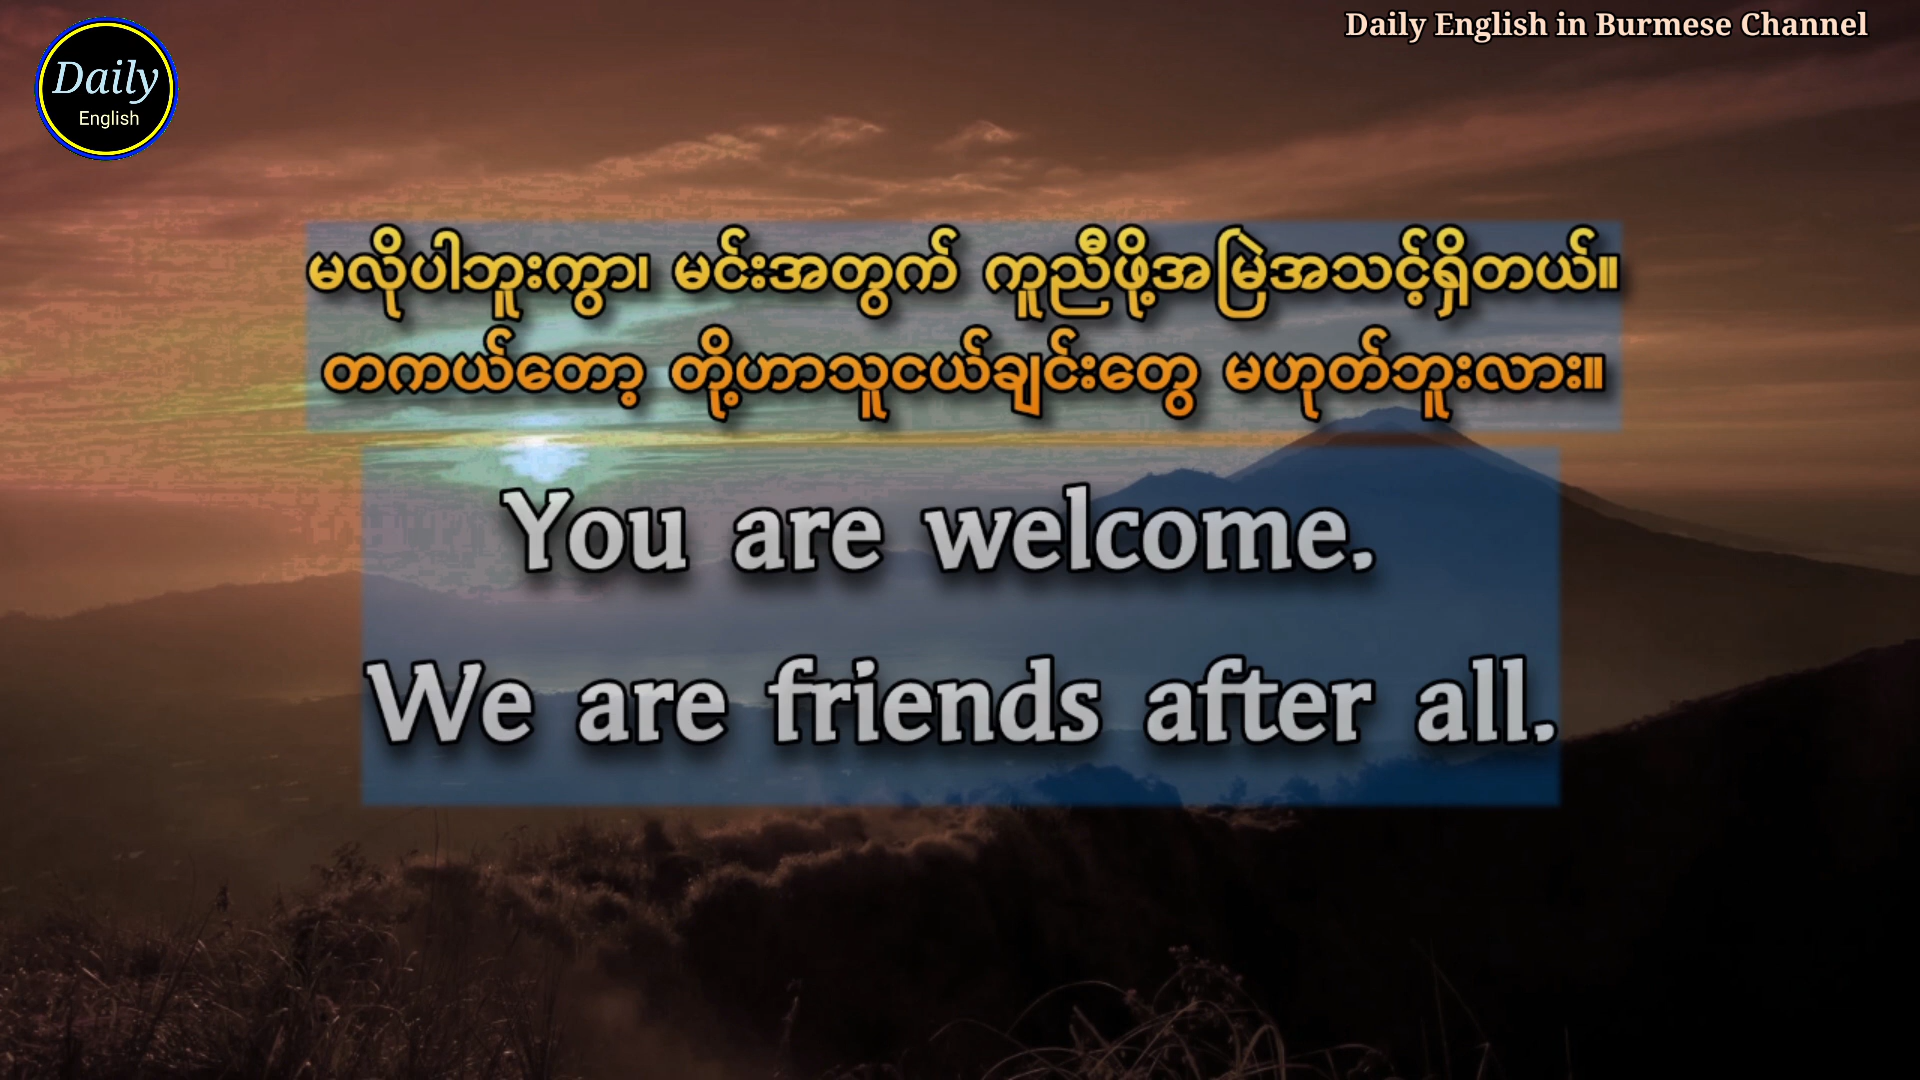 Daily English in Burmese Channel
Daily
English
မလိုပါဘူးကွာ၊ မင်းအတွက် ကူညီဖို့အမြဲအသင့်ရှိတယ်။
တကယ်တော့ တို့ဟာသူငယ်ချင်းတွေ မဟုတ်ဘူးလား။
You are welcome.
We are friends after all.